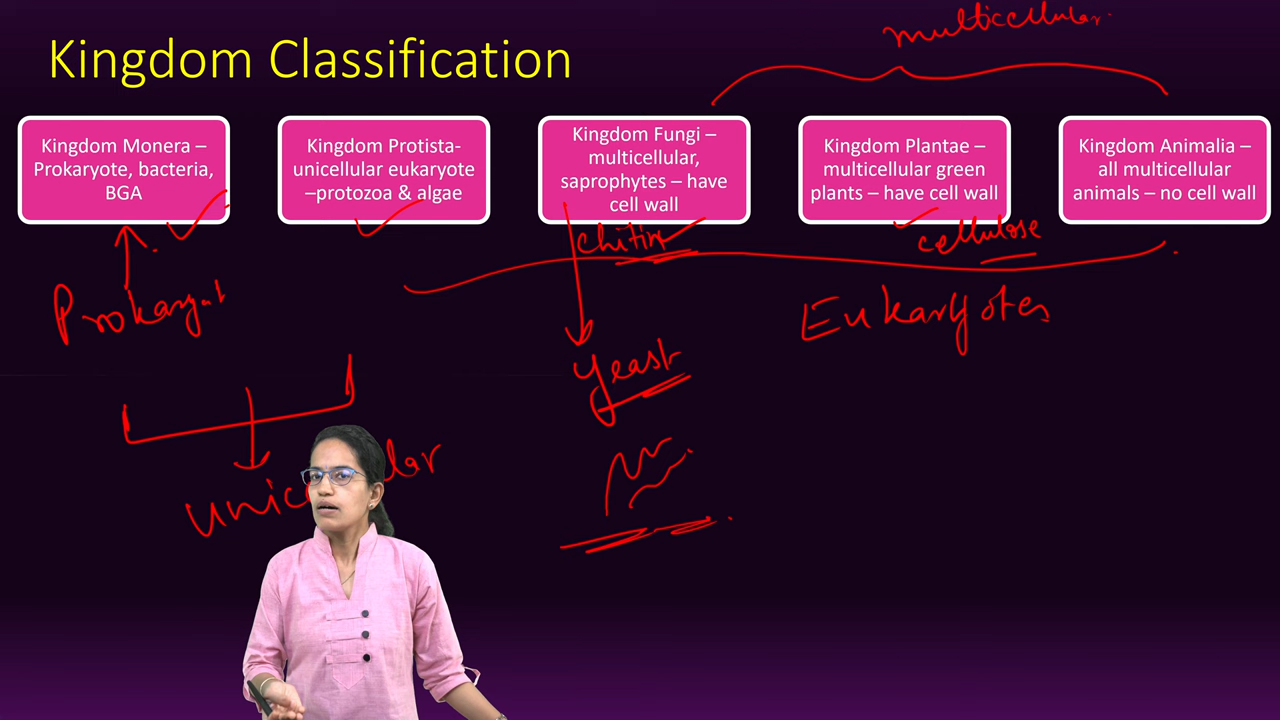 multicellular.
Kingdom Classification
Kingdom Monera –
Prokaryote, bacteria,
BGA
Kingdom Protista-
unicellular eukaryote
–protozoa & algae
Kingdom Fungi –
multicellular,
saprophytes – have
cell wall
Kingdom Plantae –
multicellular green
plants – have cell wall
Kingdom Animalia –
all multicellular
animals – no cell wall
chitin
cellulose
Prokaryot
Eukaryotes
yeast